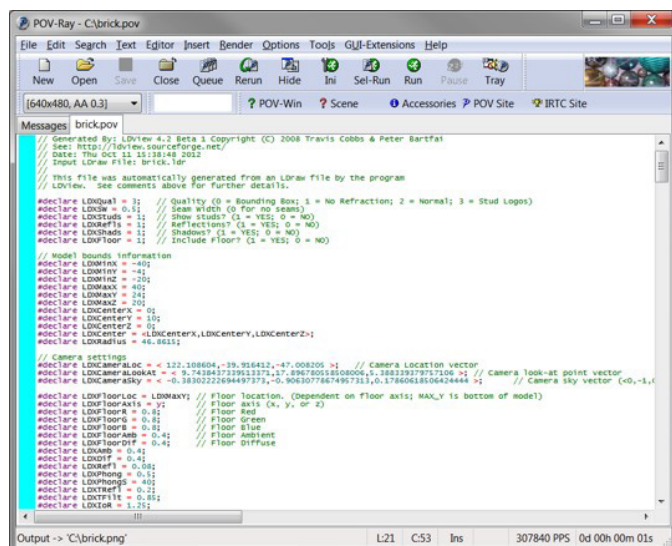 POV-Ray - C:\brick.pov
File Edit Search Text Editor Insert Render Options Tools GUI-Extensions Help
New Open Save Close Queue Rerun Hide Ini Sel-Run Run Pause Tray
[640x480, AA 0.3] ? POV-Win ? Scene Accessories POV Site IRTC Site
Messages brick.pov
// Generated By: LDView 4.2 Beta 1 Copyright (C) 2008 Travis Cobbs & Peter Bartfai
// See: http://ldview.sourceforge.net/
// Date: Thu Oct 11 15:38:48 2012
// Input LDraw File: brick.ldr
//
// This file was automatically generated from an LDraw file by the program
// LDView. See comments above for further details.
#declare LDXQual = 3; // Quality (0 = Bounding Box; 1 = No Refraction; 2 = Normal; 3 = Stud Logos)
#declare LDXSW = 0.5; // Seam Width (0 for no seams)
#declare LDXStuds = 1; // Show studs? (1 = YES; 0 = NO)
#declare LDXRefls = 1; // Reflections? (1 = YES; 0 = NO)
#declare LDXShads = 1; // Shadows? (1 = YES; 0 = NO)
#declare LDXFloor = 1; // Include Floor? (1 = YES; 0 = NO)
// Model bounds information
#declare LDXMinX = -40;
#declare LDXMinY = -4;
#declare LDXMinZ = -20;
#declare LDXMaxX = 40;
#declare LDXMaxY = 24;
#declare LDXMaxZ = 20;
#declare LDXCenterX = 0;
#declare LDXCenterY = 10;
#declare LDXCenterZ = 0;
#declare LDXCenter = <LDXCenterX,LDXCenterY,LDXCenterZ>;
#declare LDXRadius = 46.8615;
// Camera settings
#declare LDXCameraLoc = < 122.108604,-39.916412,-47.008205 >; // Camera Location vector
#declare LDXCameraLookAt = < 9.743843 // Camera look-at point vector
#declare LDXCameraSky = < // Camera sky vector (<0,-1,0
#declare LDXFloorLoc = LDXMaxY; // Floor location. (Dependent on floor axis; MAX_Y is bottom of model)
#declare LDXFloorAxis = y; // Floor axis (x, y, or z)
#declare LDXFloorR = 0.8; // Floor Red
#declare LDXFloorG = 0.8; // Floor Green
#declare LDXFloorB = 0.8; // Floor Blue
#declare LDXFloorAmb = 0.4; // Floor Ambient
#declare LDXFloorDif = 0.4; // Floor Diffuse
#declare LDXAmb = 0.4;
#declare LDXDif = 0.4;
#declare LDXRefl = 0.08;
#declare LDXPhong = 0.5;
#declare LDXPhongS = 40;
#declare LDXTRefl = 0.2;
#declare LDXTFilt = 0.85;
#declare LDXIoR = 1.25;
Output -> 'C:\brick.png' L:21 C:53 Ins 307840 PPS 0d 00h 00m 01s